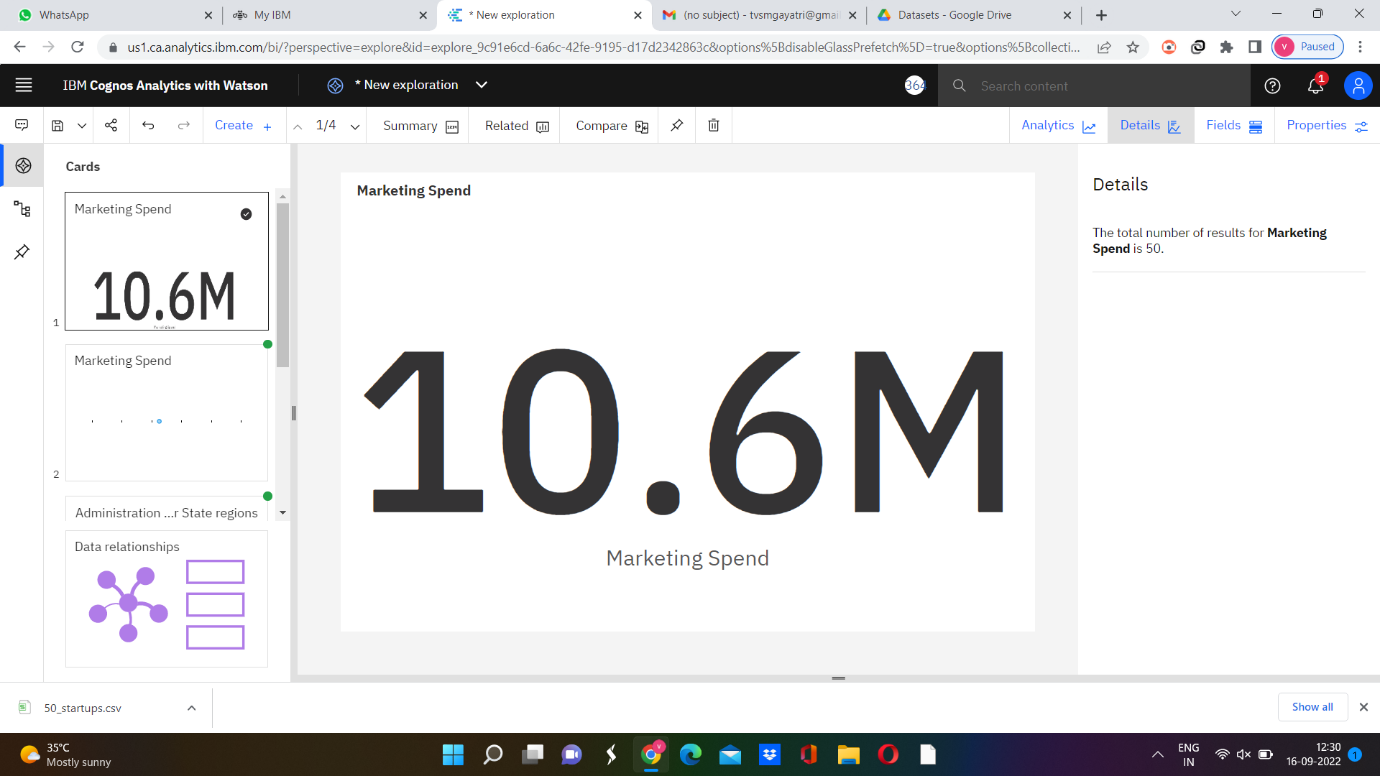 WhatsApp
My IBM
* New exploration
(no subject) - tvsmgayatri@gmai
Datasets - Google Drive
us1.ca.analytics.ibm.com/bi/?perspective=explore&id=explore_9c91e6cd-6a6c-42fe-9195-d17d2342863c&options%5BdisableGlassPrefetch%5D=true&options%5Bcollecti...
V Paused
IBM Cognos Analytics with Watson
* New exploration
364
Search content
1
Create +
1/4
Summary
Related
Compare
Analytics
Details
Fields
Properties
Cards
Marketing Spend
10.6M
1
Marketing Spend
2
Administration ...r State regions
Data relationships
Marketing Spend
10.6M
Marketing Spend
Details
The total number of results for Marketing
Spend is 50.
50_startups.csv
Show all
35°C
Mostly sunny
ENG
IN
12:30
16-09-2022
1